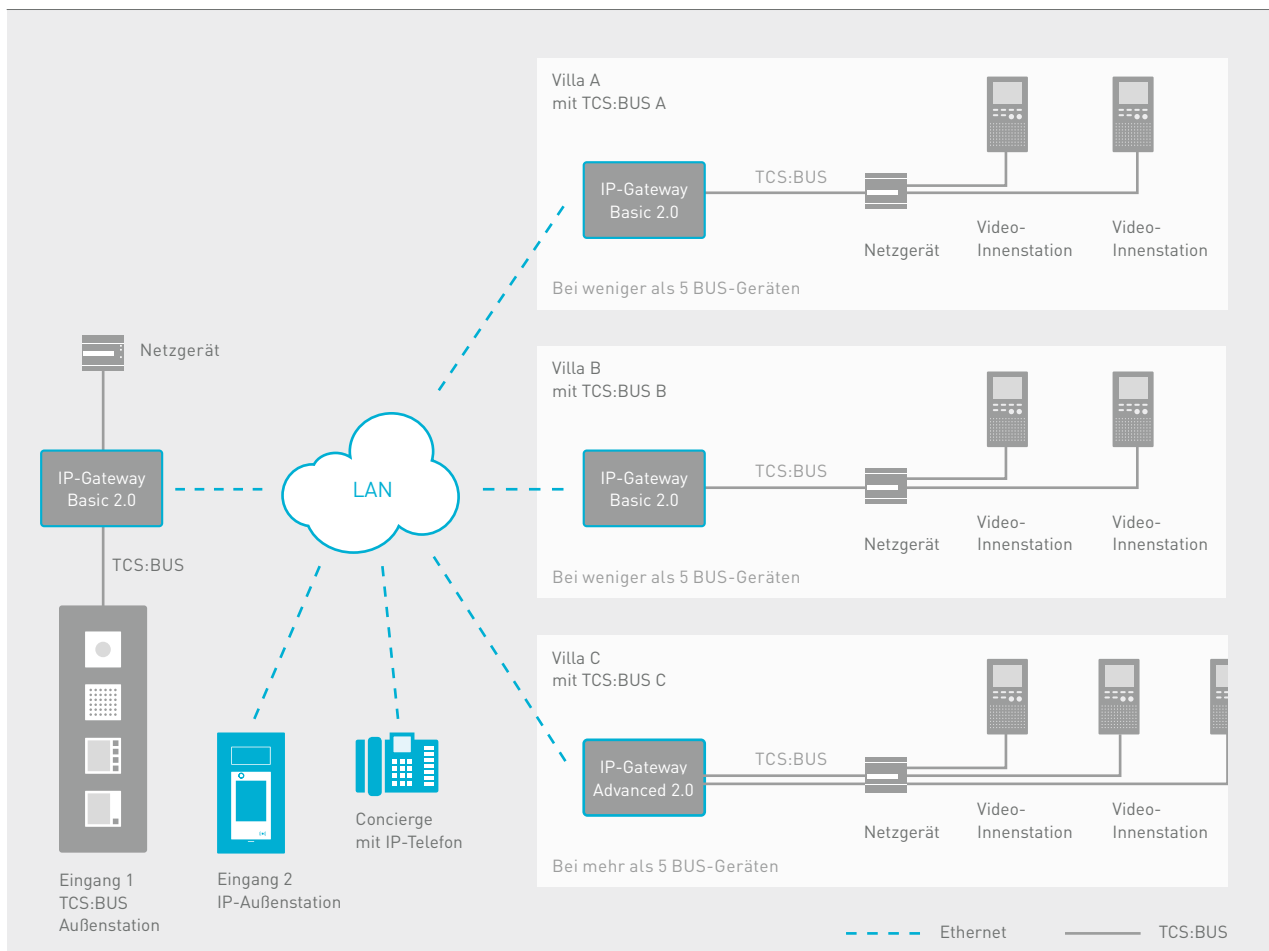 Villa A
mit TCS:BUS A
IP-Gateway
Basic 2.0
TCS:BUS
Netzgerät
Video-
Innenstation
Video-
Innenstation
Bei weniger als 5 BUS-Geräten
Netzgerät
IP-Gateway
Basic 2.0
TCS:BUS
LAN
Villa B
mit TCS:BUS B
IP-Gateway
Basic 2.0
TCS:BUS
Netzgerät
Video-
Innenstation
Video-
Innenstation
Bei weniger als 5 BUS-Geräten
Villa C
mit TCS:BUS C
IP-Gateway
Advanced 2.0
TCS:BUS
Netzgerät
Video-
Innenstation
Video-
Innenstation
Bei mehr als 5 BUS-Geräten
Eingang 1
TCS:BUS
Außenstation
Eingang 2
IP-Außenstation
Concierge
mit IP-Telefon
Ethernet
TCS:BUS